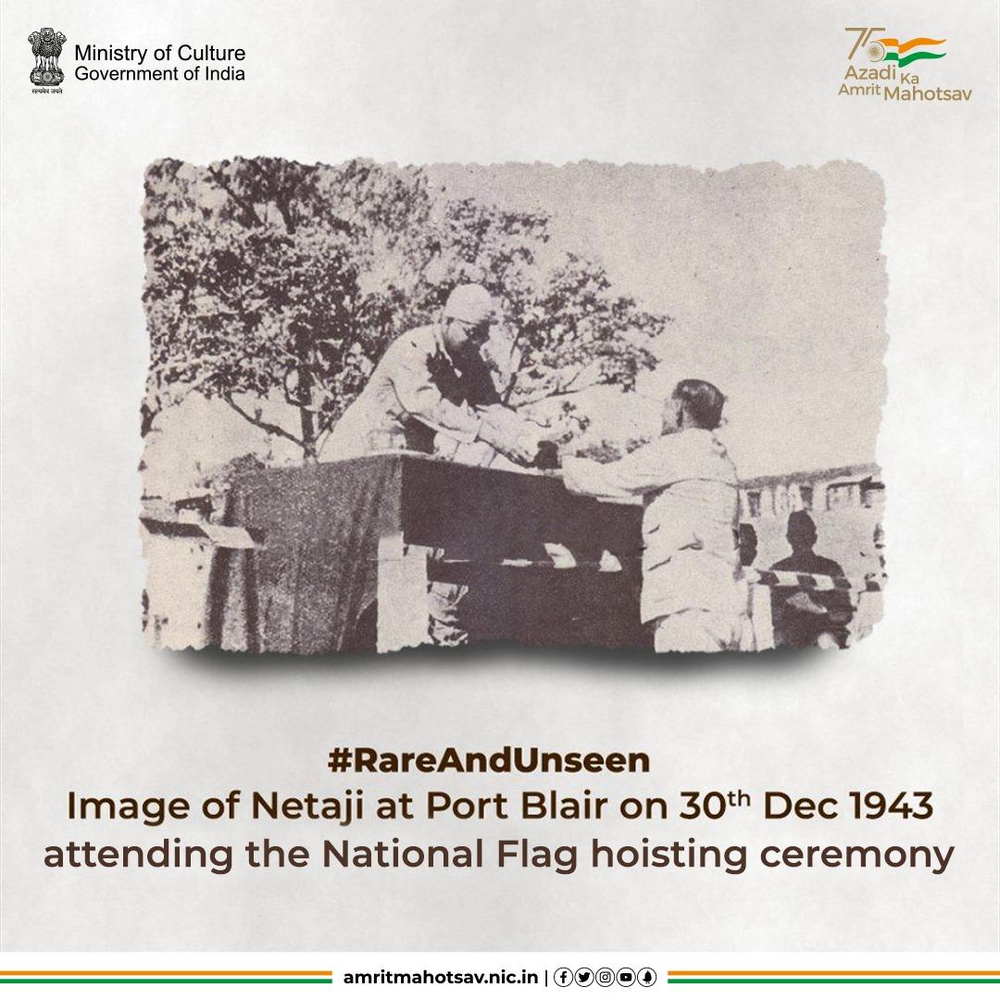 Ministry of Culture
Government of India
सत्यमेव जयते
75
Azadi Ka
Amrit Mahotsav
#RareAndUnseen
Image of Netaji at Port Blair on 30th Dec 1943
attending the National Flag hoisting ceremony
amritmahotsav.nic.in |